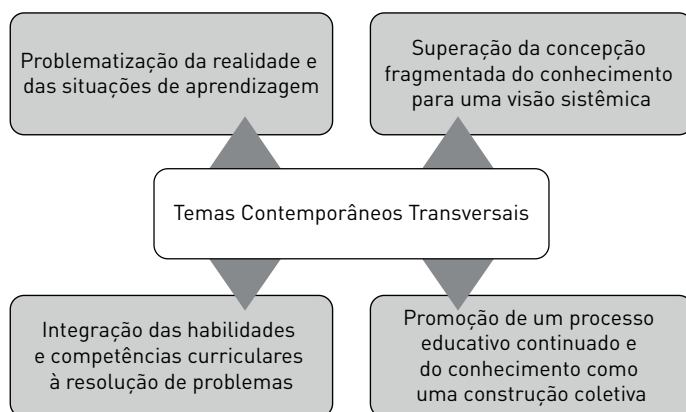 Problematização da realidade e
das situações de aprendizagem
Superação da concepção
fragmentada do conhecimento
para uma visão sistêmica
Temas Contemporâneos Transversais
Integração das habilidades
e competências curriculares
à resolução de problemas
Promoção de um processo
educativo continuado e
do conhecimento como
uma construção coletiva